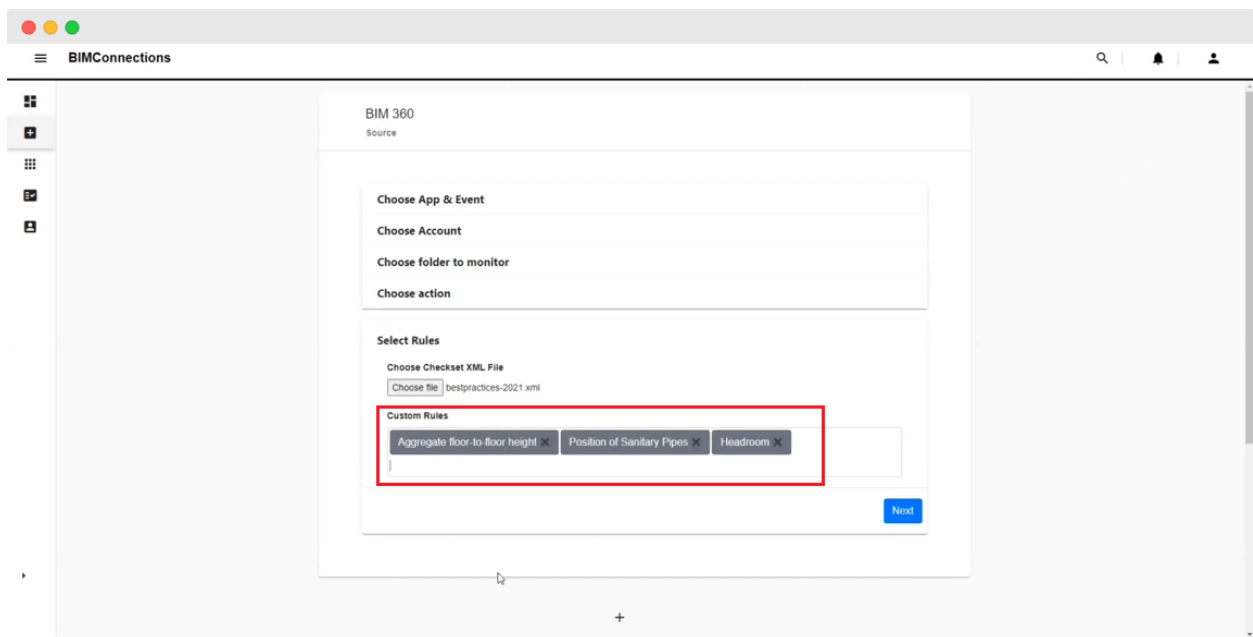 BIMConnections
BIM 360
Source
Choose App & Event
Choose Account
Choose folder to monitor
Choose action
Select Rules
Choose Checkset XML File
Choose file bestpractices-2021.xml
Custom Rules
Aggregate floor-to-floor height Position of Sanitary Pipes Headroom
Next